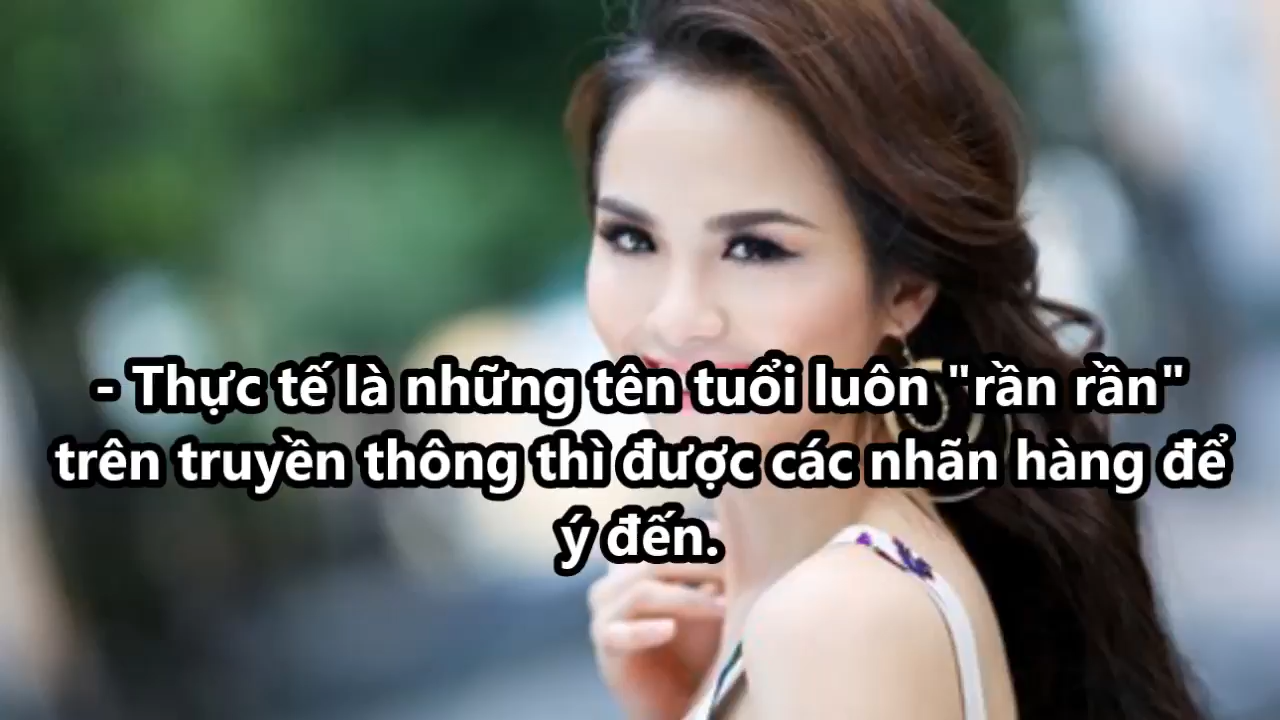 - Thực tế là những tên tuổi luôn "rần rần"
trên truyền thông thì được các nhãn hàng để
ý đến.